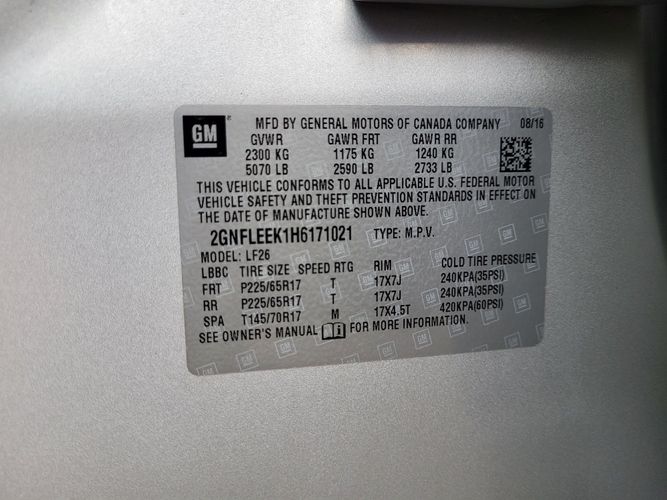 GM MFD BY GENERAL MOTORS OF CANADA COMPANY 08/16
GVWR GAWR FRT GAWR RR
2300 KG 1175 KG 1240 KG
5070 LB 2590 LB 2733 LB
THIS VEHICLE CONFORMS TO ALL APPLICABLE U.S. FEDERAL MOTOR
VEHICLE SAFETY AND THEFT PREVENTION STANDARDS IN EFFECT ON
THE DATE OF MANUFACTURE SHOWN ABOVE.
2GNFLEEK1H6171021 TYPE: M.P.V.
MODEL: LF26
LBBC TIRE SIZE SPEED RTG RIM COLD TIRE PRESSURE
FRT P225/65R17 T 17X7J 240KPA(35PSI)
RR P225/65R17 T 17X7J 240KPA(35PSI)
SPA T145/70R17 M 17X4.5T 420KPA(60PSI)
SEE OWNER'S MANUAL FOR MORE INFORMATION.